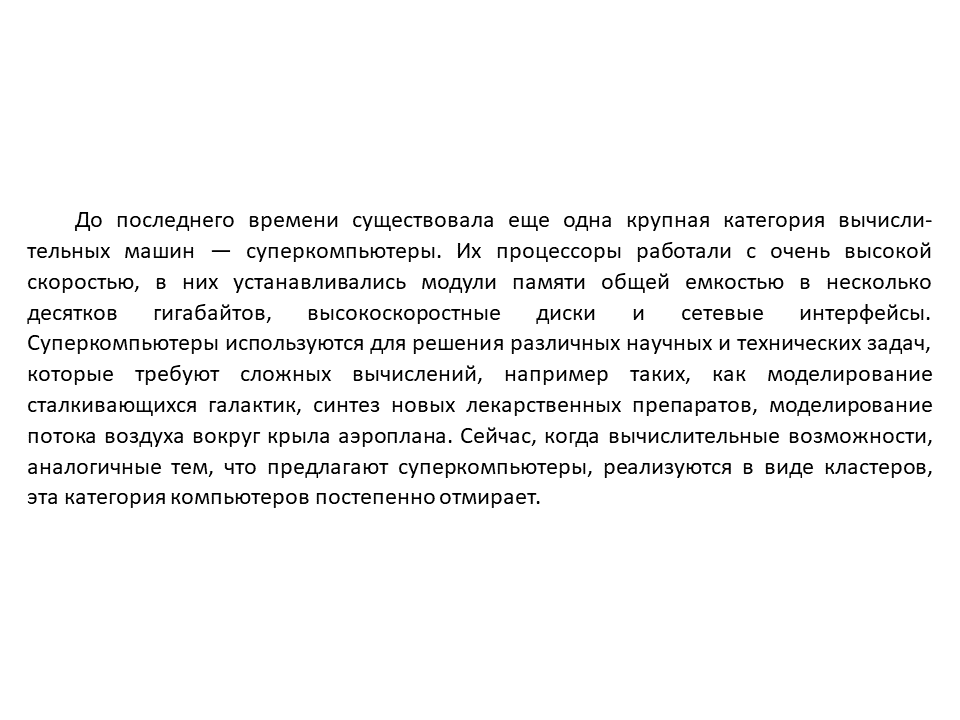 До последнего времени существовала еще одна крупная категория вычисли-
тельных машин — суперкомпьютеры. Их процессоры работали с очень высокой
скоростью, в них устанавливались модули памяти общей емкостью в несколько
десятков гигабайтов, высокоскоростные диски и сетевые интерфейсы.
Суперкомпьютеры используются для решения различных научных и технических задач,
которые требуют сложных вычислений, например таких, как моделирование
сталкивающихся галактик, синтез новых лекарственных препаратов, моделирование
потока воздуха вокруг крыла аэроплана. Сейчас, когда вычислительные возможности,
аналогичные тем, что предлагают суперкомпьютеры, реализуются в виде кластеров,
эта категория компьютеров постепенно отмирает.